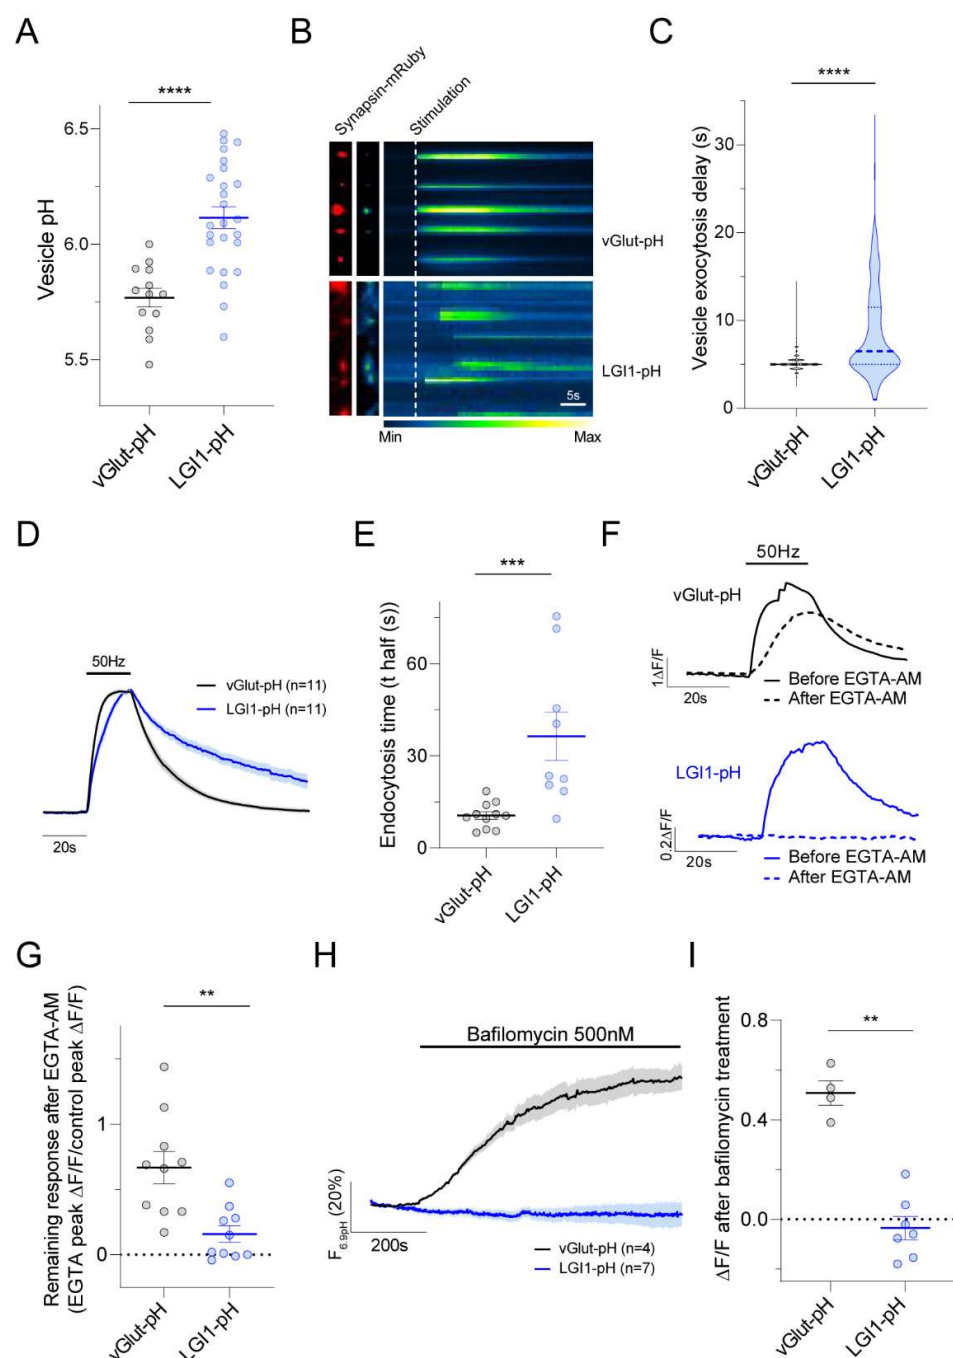 A
****
Vesicle pH
6.5
6.0
5.5
vGlut-pH
LGI1-pH
B
Synapsin-mRuby
Stimulation
vGlut-pH
LGI1-pH
5s
Min
Max
C
****
Vesicle exocytosis delay (s)
30
20
10
0
vGlut-pH
LGI1-pH
D
50Hz
vGlut-pH (n=11)
LGI1-pH (n=11)
20s
E
***
Endocytosis time (t half (s))
60
30
0
vGlut-pH
LGI1-pH
F
50Hz
vGlut-pH
1ΔF/F
20s
Before EGTA-AM
After EGTA-AM
LGI1-pH
0.2ΔF/F
20s
Before EGTA-AM
After EGTA-AM
G
**
Remaining response after EGTA-AM
(EGTA peak ΔF/F/control peak ΔF/F)
1
0
vGlut-pH
LGI1-pH
H
Bafilomycin 500nM
F6.9pH (20%)
200s
vGlut-pH (n=4)
LGI1-pH (n=7)
I
**
ΔF/F after bafilomycin treatment
0.8
0.4
0.0
vGlut-pH
LGI1-pH